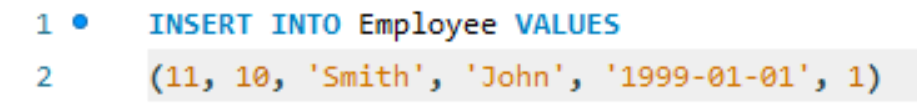 1 INSERT INTO Employee VALUES
2 (11, 10, 'Smith', 'John', '1999-01-01', 1)